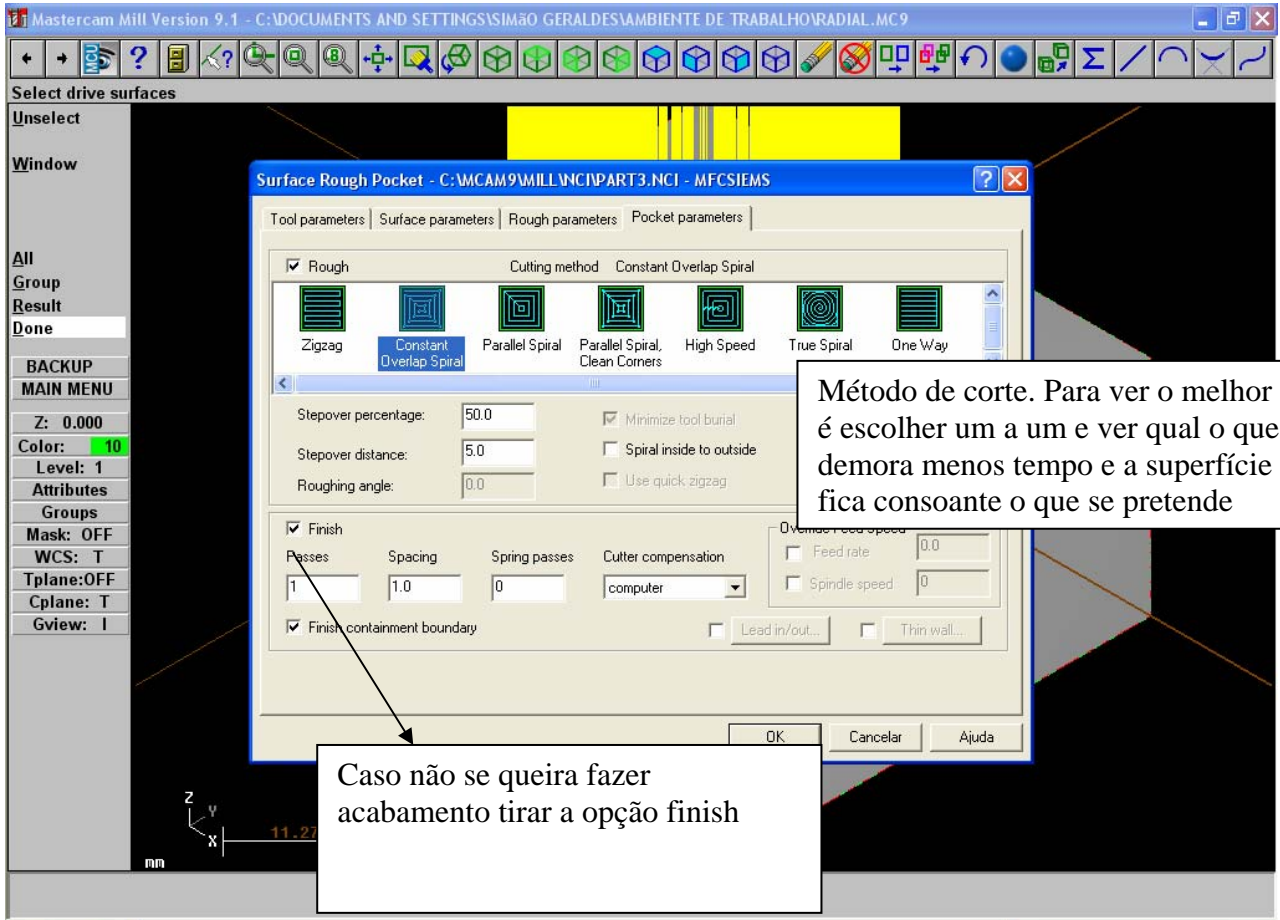 Mastercam Mill Version 9.1 - C:\DOCUMENTS AND SETTINGS\SIMãO GERALDES\AMBIENTE DE TRABALHO\RADIAL.MC9
MCU
Select drive surfaces
Unselect
Window
All
Group
Result
Done
BACKUP
MAIN MENU
Z: 0.000
Color: 10
Level: 1
Attributes
Groups
Mask: OFF
WCS: T
Tplane:OFF
Cplane: T
Gview: I
Surface Rough Pocket - C:\MCAM9\MILL\NCI\PART3.NCI - MFCSIEMS
Tool parameters Surface parameters Rough parameters Pocket parameters
Rough Cutting method Constant Overlap Spiral
Zigzag Constant Overlap Spiral Parallel Spiral Parallel Spiral, Clean Corners High Speed True Spiral One Way
Stepover percentage: 50.0 Minimize tool burial
Stepover distance: 5.0 Spiral inside to outside
Roughing angle: 0.0 Use quick zigzag
Método de corte. Para ver o melhor
é escolher um a um e ver qual o que
demora menos tempo e a superfície
fica consoante o que se pretende
Finish Override Feed Speed
Passes Spacing Spring passes Cutter compensation Feed rate 0.0
1 1.0 0 computer Spindle speed 0
Finish containment boundary Lead in/out... Thin wall...
OK Cancelar Ajuda
Caso não se queira fazer
acabamento tirar a opção finish
Z
Y
X
11.27
mm